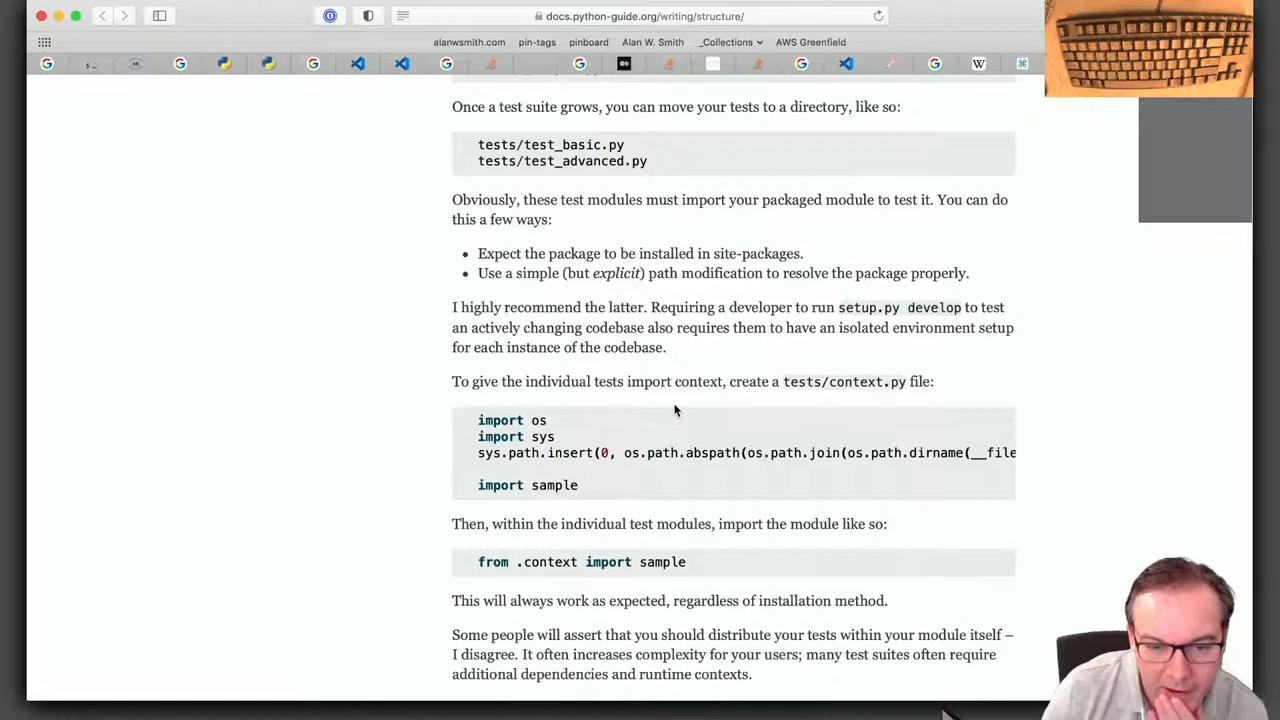 docs.python-guide.org/writing/structure/
alanwsmith.com pin-tags pinboard Alan W. Smith _Collections AWS Greenfield
Once a test suite grows, you can move your tests to a directory, like so:
tests/test_basic.py
tests/test_advanced.py
Obviously, these test modules must import your packaged module to test it. You can do
this a few ways:
• Expect the package to be installed in site-packages.
• Use a simple (but explicit) path modification to resolve the package properly.
I highly recommend the latter. Requiring a developer to run setup.py develop to test
an actively changing codebase also requires them to have an isolated environment setup
for each instance of the codebase.
To give the individual tests import context, create a tests/context.py file:
import os
import sys
sys.path.insert(0, os.path.abspath(os.path.join(os.path.dirname(__file
import sample
Then, within the individual test modules, import the module like so:
from .context import sample
This will always work as expected, regardless of installation method.
Some people will assert that you should distribute your tests within your module itself –
I disagree. It often increases complexity for your users; many test suites often require
additional dependencies and runtime contexts.